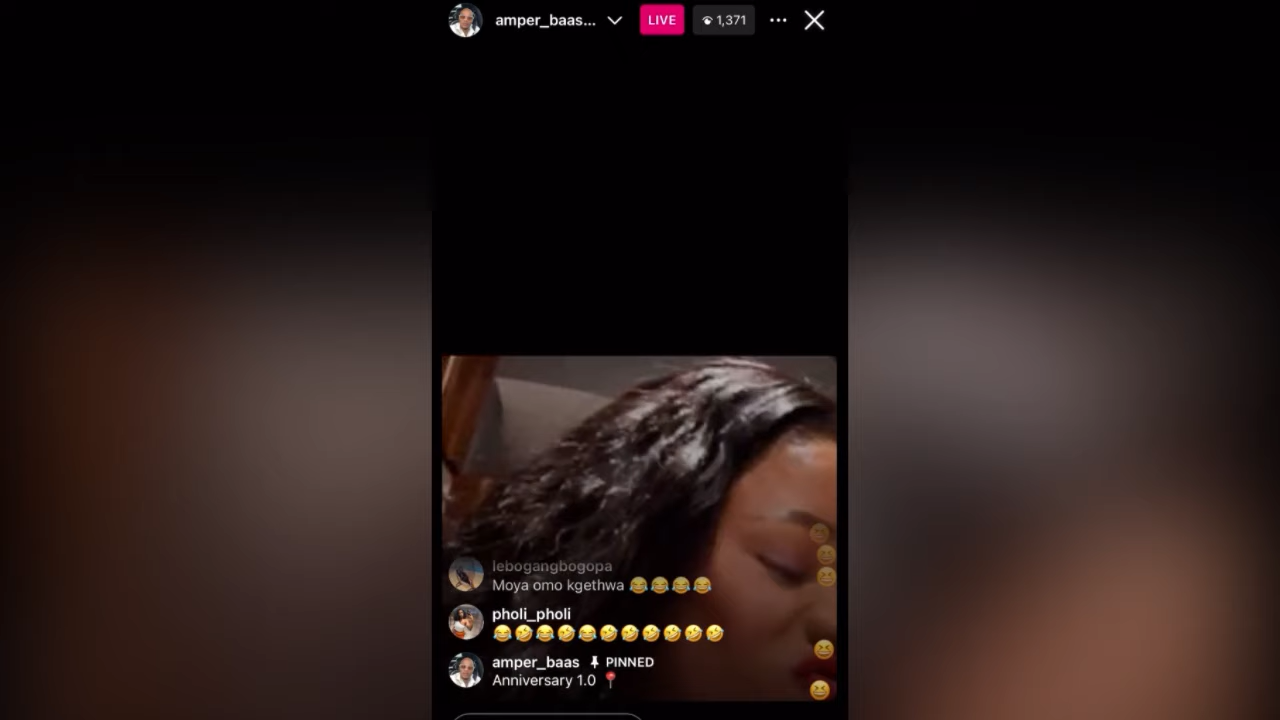 amper_baas...
LIVE
1,371
lebogangbogopa
Moya omo kgethwa 😂😂😂😂
pholi_pholi
😂🤣😂🤣😂🤣🤣🤣🤣🤣🤣
amper_baas 📌 PINNED
Anniversary 1.0 📍